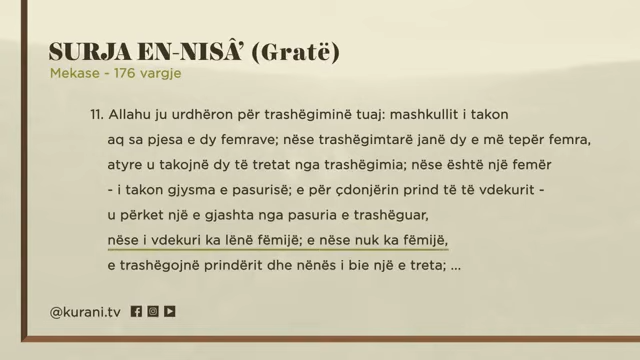 SURJA EN-NISÂ’ (Gratë)
Mekase - 176 vargje
11. Allahu ju urdhëron për trashëgiminë tuaj: mashkullit i takon
aq sa pjesa e dy femrave; nëse trashëgimtarë janë dy e më tepër femra,
atyre u takojnë dy të tretat nga trashëgimia; nëse është një femër
- i takon gjysma e pasurisë; e për çdonjërin prind të të vdekurit -
u përket një e gjashta nga pasuria e trashëguar,
nëse i vdekuri ka lënë fëmijë; e nëse nuk ka fëmijë,
e trashëgojnë prindërit dhe nënës i bie një e treta; ...
@kurani.tv